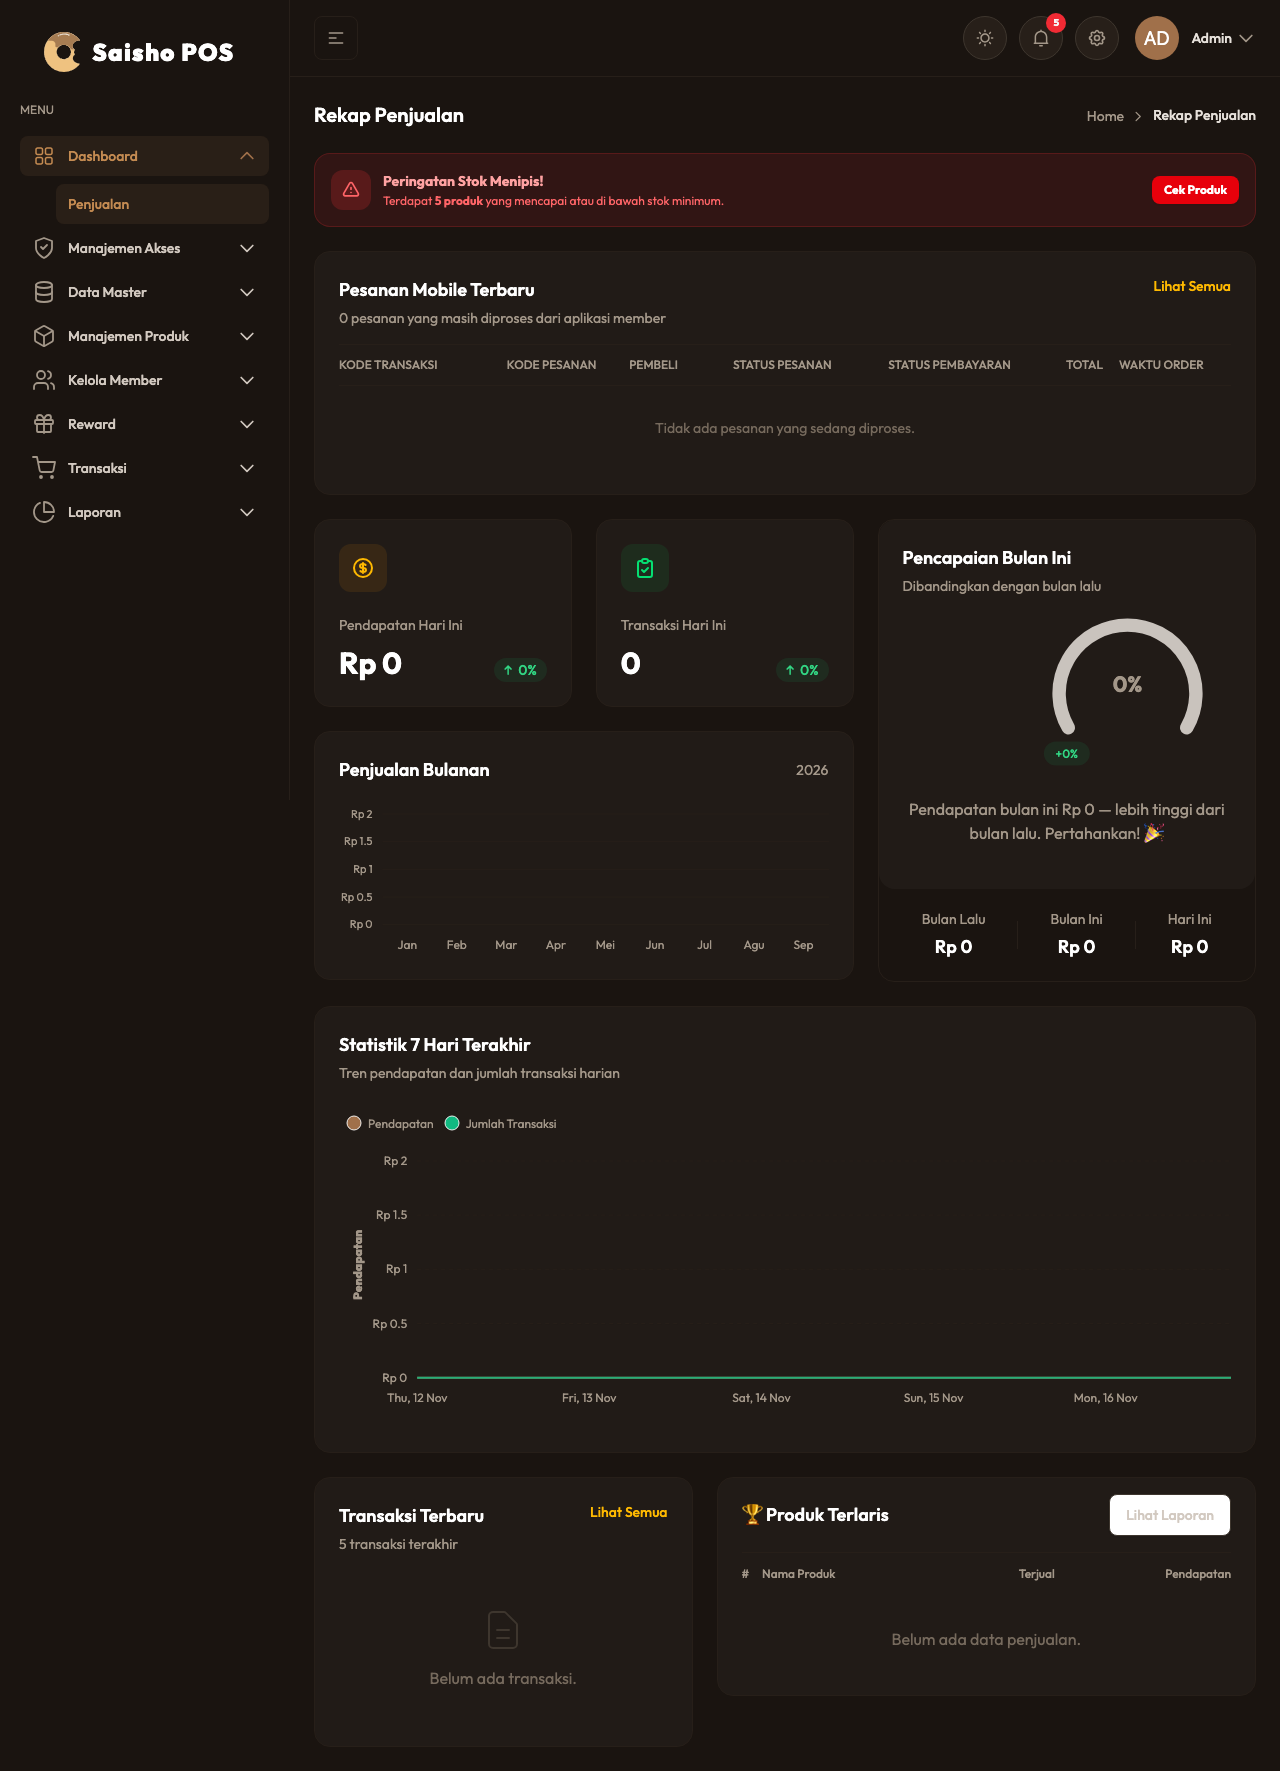 Saisho POS
MENU
Dashboard
Penjualan
Manajemen Akses
Data Master
Manajemen Produk
Kelola Member
Reward
Transaksi
Laporan
5
AD
Admin
Rekap Penjualan
Home
Rekap Penjualan
Peringatan Stok Menipis!
Terdapat 5 produk yang mencapai atau di bawah stok minimum.
Cek Produk
Pesanan Mobile Terbaru
Lihat Semua
0 pesanan yang masih diproses dari aplikasi member
KODE TRANSAKSI KODE PESANAN PEMBELI STATUS PESANAN STATUS PEMBAYARAN TOTAL WAKTU ORDER
Tidak ada pesanan yang sedang diproses.
Pendapatan Hari Ini
Rp 0
↑ 0%
Transaksi Hari Ini
0
↑ 0%
Pencapaian Bulan Ini
Dibandingkan dengan bulan lalu
0%
+0%
Pendapatan bulan ini Rp 0 — lebih tinggi dari
bulan lalu. Pertahankan! 🎉
Bulan Lalu Bulan Ini Hari Ini
Rp 0 Rp 0 Rp 0
Penjualan Bulanan
2026
Rp 2
Rp 1.5
Rp 1
Rp 0.5
Rp 0
Jan Feb Mar Apr Mei Jun Jul Agu Sep
Statistik 7 Hari Terakhir
Tren pendapatan dan jumlah transaksi harian
Pendapatan Jumlah Transaksi
Rp 2
Rp 1.5
Rp 1
Rp 0.5
Rp 0
Pendapatan
Thu, 12 Nov Fri, 13 Nov Sat, 14 Nov Sun, 15 Nov Mon, 16 Nov
Transaksi Terbaru
Lihat Semua
5 transaksi terakhir
Belum ada transaksi.
🏆 Produk Terlaris
Lihat Laporan
# Nama Produk Terjual Pendapatan
Belum ada data penjualan.